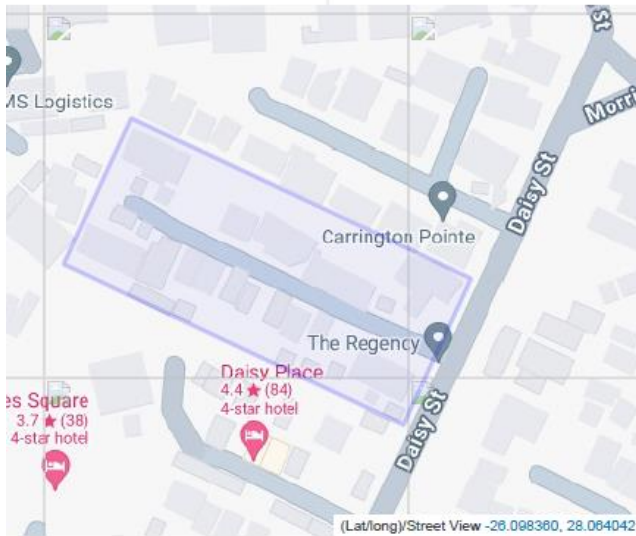 St
MS Logistics
Morri
Daisy St
Carrington Pointe
The Regency
Daisy Place
4.4 ★ (84)
4-star hotel
es Square
3.7 ★ (38)
4-star hotel
Daisy St
(Lat/long)/Street View -26.098360, 28.064042